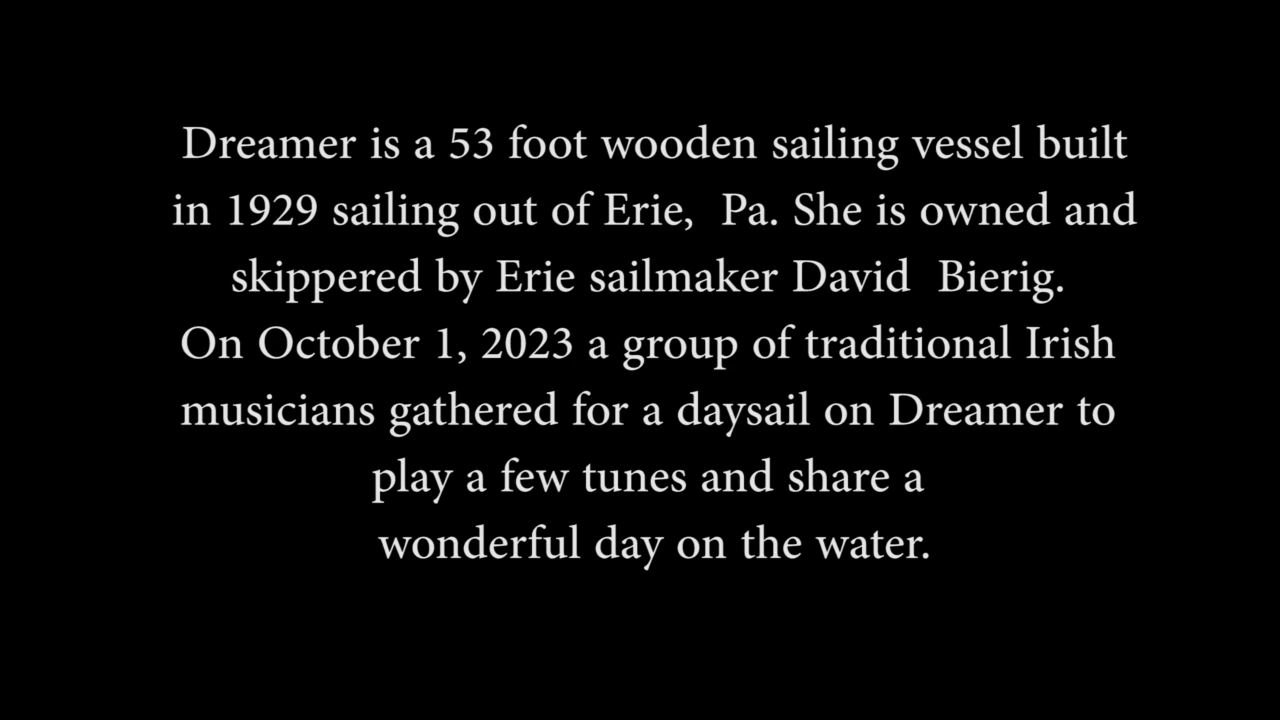 Dreamer is a 53 foot wooden sailing vessel built
in 1929 sailing out of Erie,  Pa. She is owned and
skippered by Erie sailmaker David  Bierig.
On October 1, 2023 a group of traditional Irish
musicians gathered for a daysail on Dreamer to
play a few tunes and share a
wonderful day on the water.